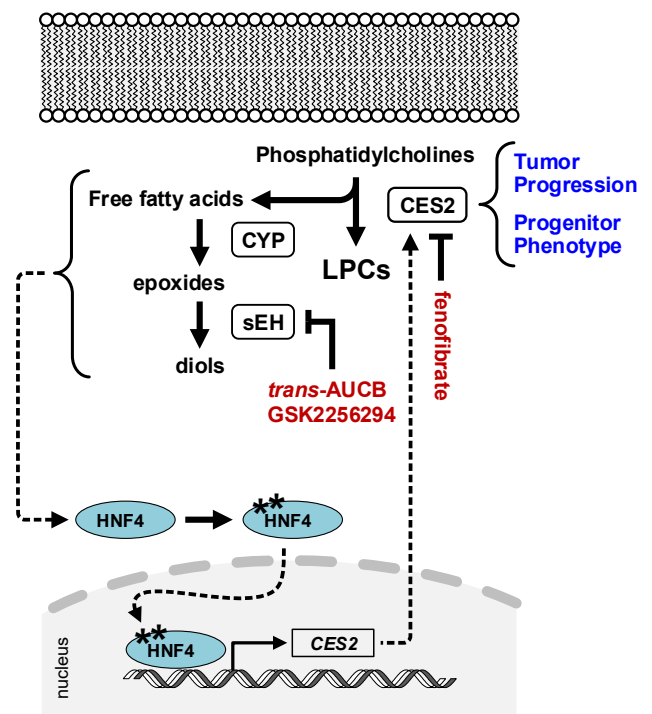 Phosphatidylcholines
Tumor
Progression
Progenitor
Phenotype
Free fatty acids
CES2
CYP
LPCs
epoxides
sEH
fenofibrate
diols
trans-AUCB
GSK2256294
HNF4
**
HNF4
nucleus
**
HNF4
CES2